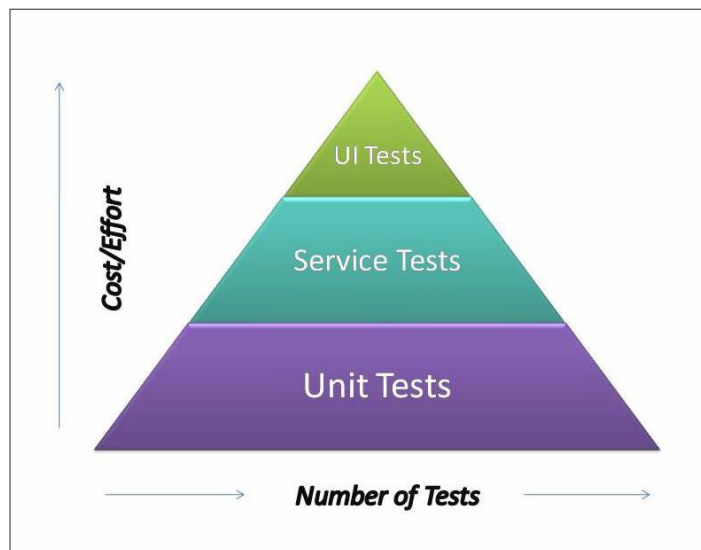 UI Tests
Service Tests
Unit Tests
Cost/Effort
Number of Tests